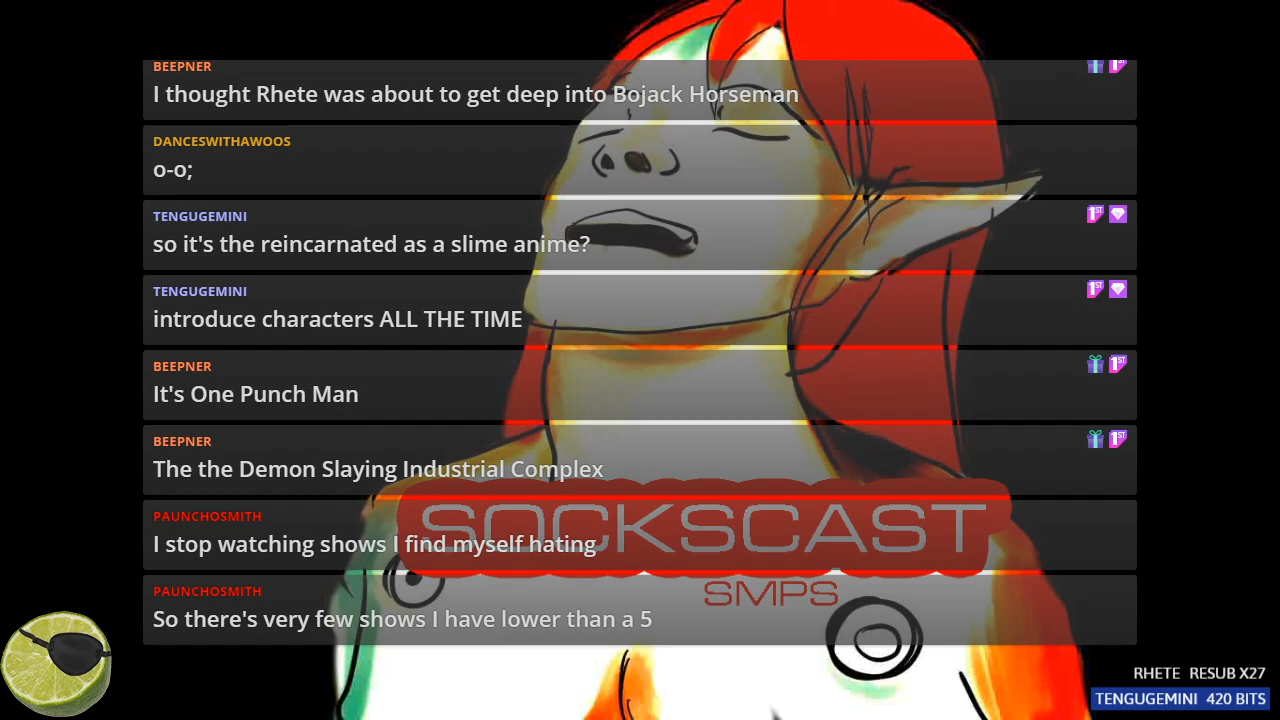 BEEPNER
I thought Rhete was about to get deep into Bojack Horseman
DANCESWITHAWOOS
o-o;
TENGUGEMINI
so it's the reincarnated as a slime anime?
TENGUGEMINI
introduce characters ALL THE TIME
BEEPNER
It's One Punch Man
BEEPNER
The the Demon Slaying Industrial Complex
PAUNCHOSMITH
I stop watching shows I find myself hating
PAUNCHOSMITH
So there's very few shows I have lower than a 5
SOCKSCAST
SMPS
RHETE RESUB X27
TENGUGEMINI 420 BITS